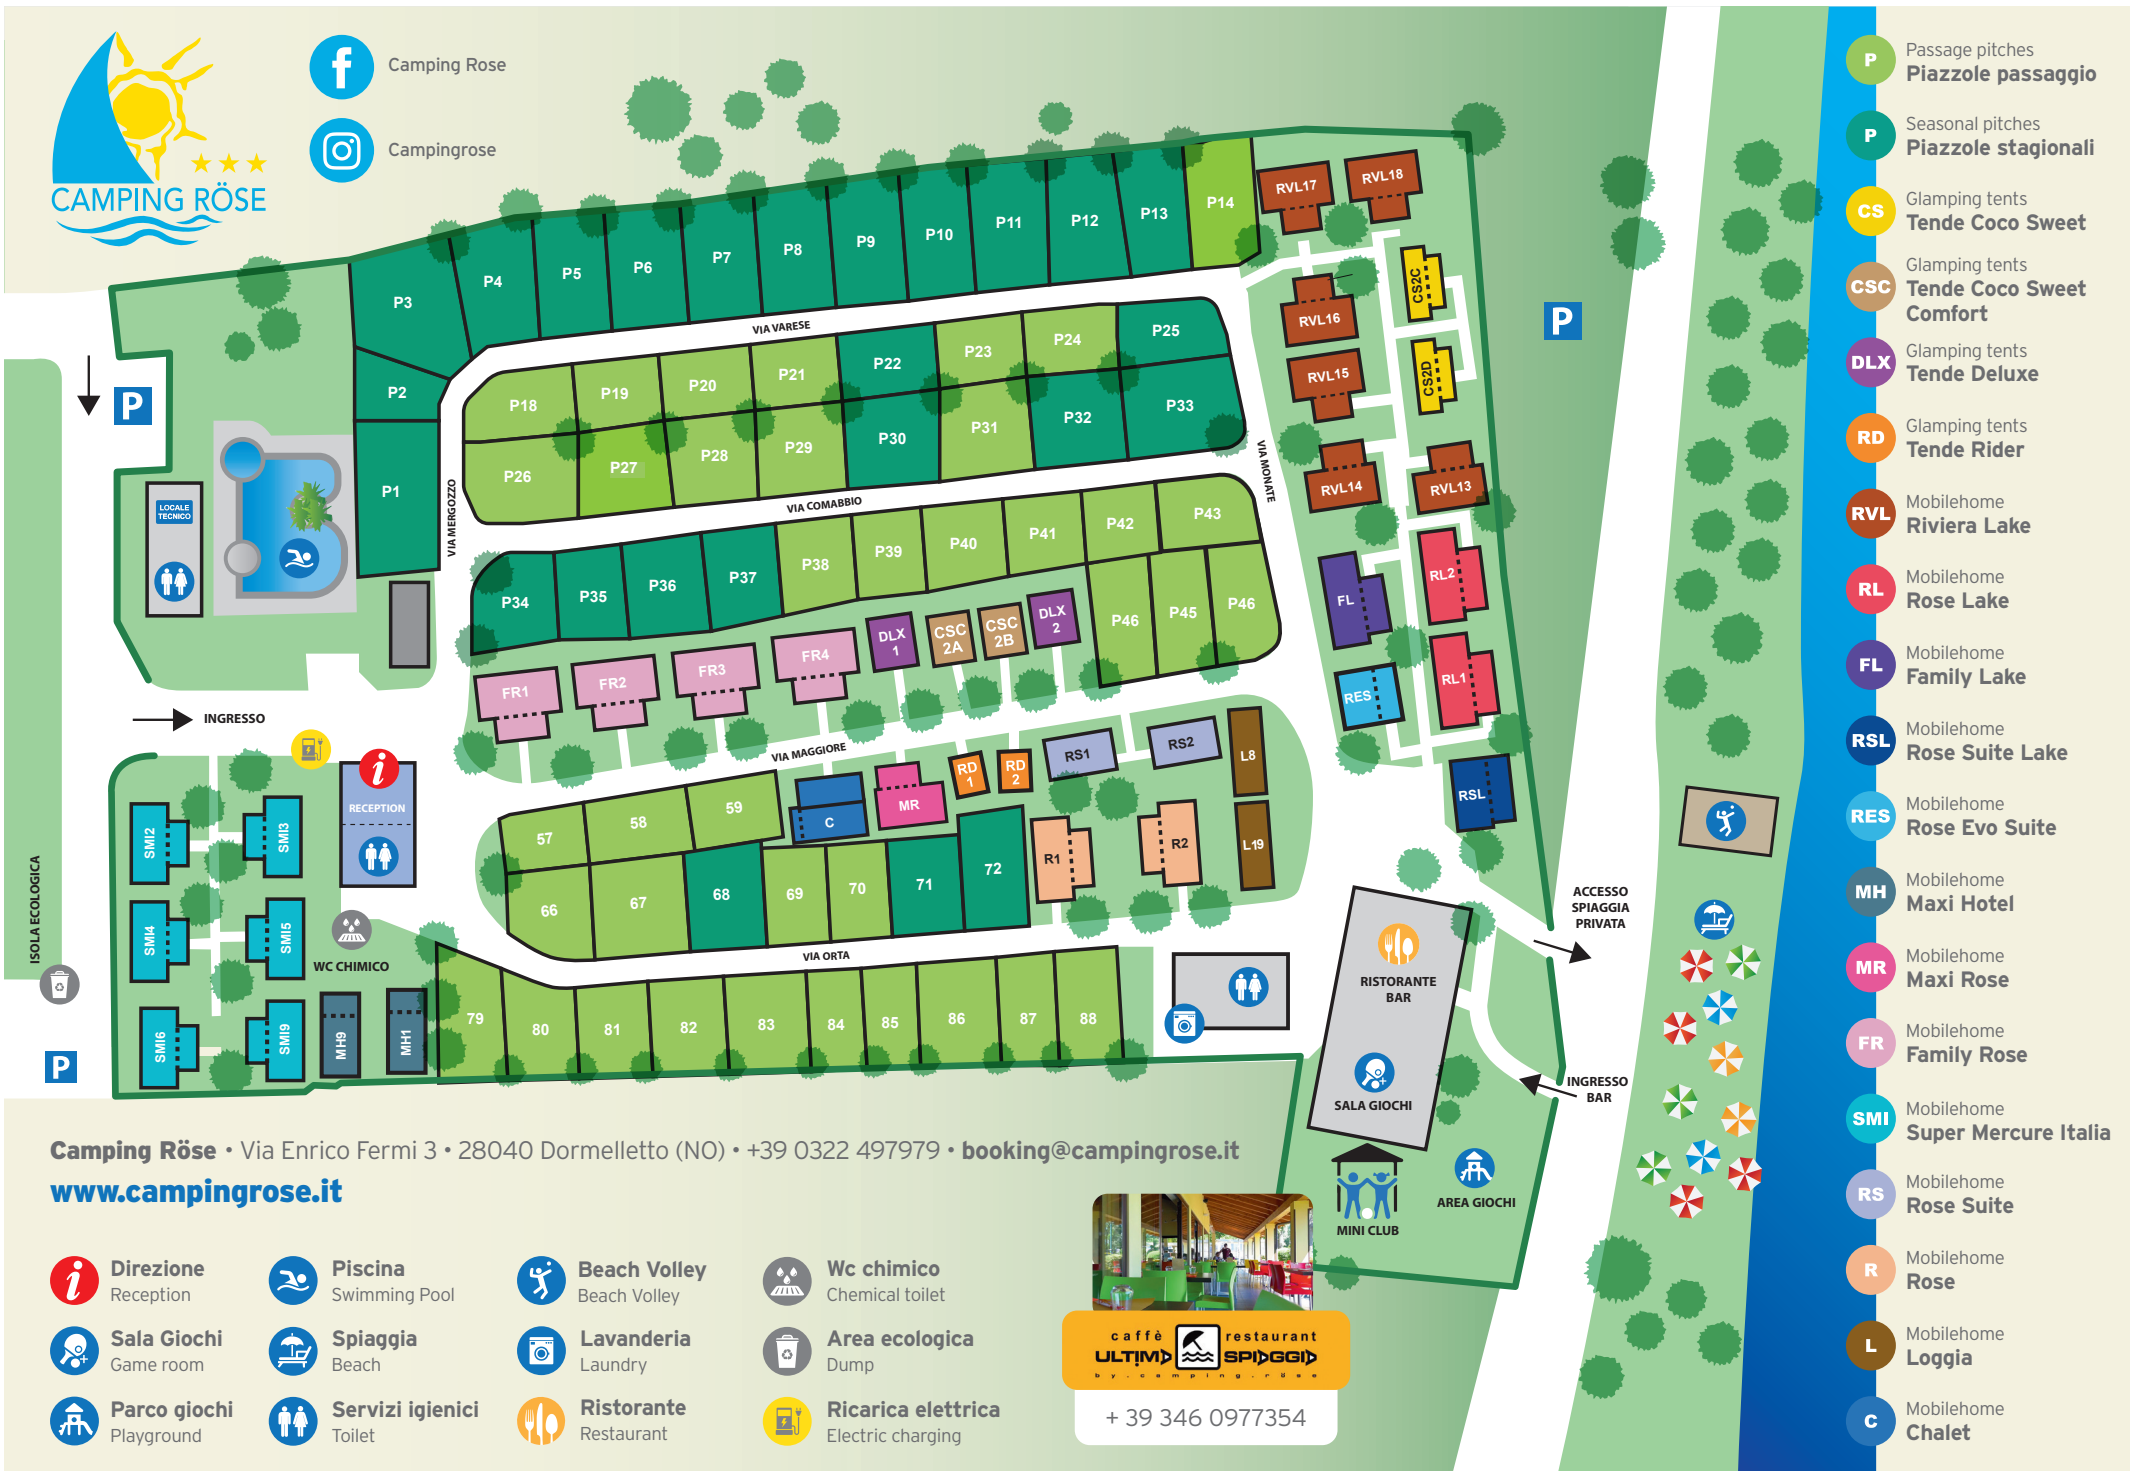 CAMPING RÖSE
Camping Rose
Campingrose
P1
P2
P3
P4
P5
P6
P7
P8
P9
P10
P11
P12
P13
P14
VIA VARESE
P18
P19
P20
P21
P22
P23
P24
P25
P26
P27
P28
P29
P30
P31
P32
P33
VIA MERGOZZO
VIA COMABBIO
VIA MONATE
P34
P35
P36
P37
P38
P39
P40
P41
P42
P43
P46
P45
P46
RVL17
RVL18
RVL16
RVL15
RVL14
RVL13
CS2C
CS2D
FL
RL2
RL1
RES
RSL
P
P
P
LOCALE
TECNICO
INGRESSO
RECEPTION
ISOLA ECOLOGICA
WC CHIMICO
SMI2
SMI3
SMI4
SMI5
SMI6
SMI9
MH9
MH1
FR1
FR2
FR3
FR4
DLX
1
CSC
2A
CSC
2B
DLX
2
VIA MAGGIORE
57
58
59
C
MR
RD
1
RD
2
RS1
RS2
L8
L19
66
67
68
69
70
71
72
R1
R2
VIA ORTA
79
80
81
82
83
84
85
86
87
88
RISTORANTE
BAR
SALA GIOCHI
MINI CLUB
AREA GIOCHI
ACCESSO
SPIAGGIA
PRIVATA
INGRESSO
BAR
Camping Röse • Via Enrico Fermi 3 • 28040 Dormelletto (NO) • +39 0322 497979 • booking@campingrose.it
www.campingrose.it
Direzione
Reception
Piscina
Swimming Pool
Beach Volley
Beach Volley
Wc chimico
Chemical toilet
Sala Giochi
Game room
Spiaggia
Beach
Lavanderia
Laundry
Area ecologica
Dump
Parco giochi
Playground
Servizi igienici
Toilet
Ristorante
Restaurant
Ricarica elettrica
Electric charging
caffè restaurant
ULTIMA SPIAGGIA
by.camping.röse
+ 39 346 0977354
P Passage pitches
Piazzole passaggio
P Seasonal pitches
Piazzole stagionali
CS Glamping tents
Tende Coco Sweet
CSC Glamping tents
Tende Coco Sweet
Comfort
DLX Glamping tents
Tende Deluxe
RD Glamping tents
Tende Rider
RVL Mobilehome
Riviera Lake
RL Mobilehome
Rose Lake
FL Mobilehome
Family Lake
RSL Mobilehome
Rose Suite Lake
RES Mobilehome
Rose Evo Suite
MH Mobilehome
Maxi Hotel
MR Mobilehome
Maxi Rose
FR Mobilehome
Family Rose
SMI Mobilehome
Super Mercure Italia
RS Mobilehome
Rose Suite
R Mobilehome
Rose
L Mobilehome
Loggia
C Mobilehome
Chalet